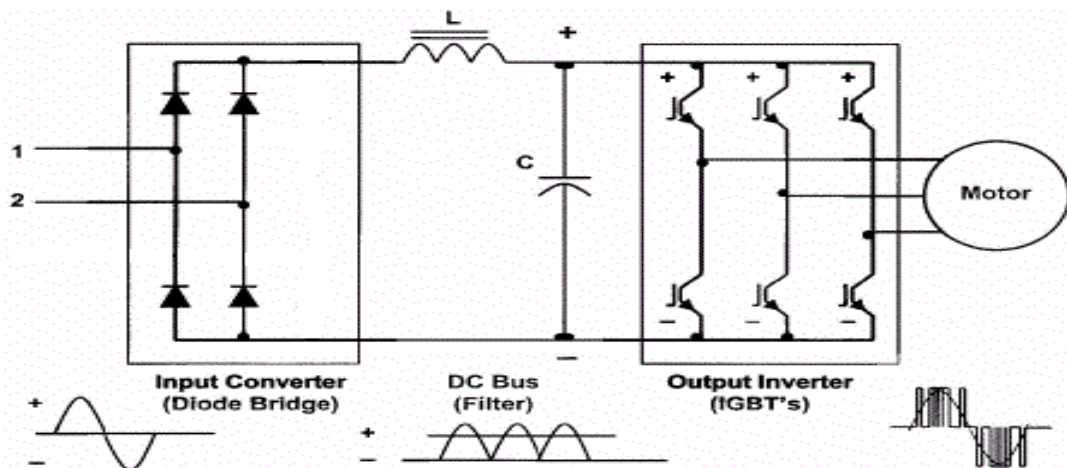 L
+
+ + +
1
2
C
Motor
− − −
−
Input Converter
(Diode Bridge)
DC Bus
(Filter)
Output Inverter
(IGBT's)
+
−
+
−